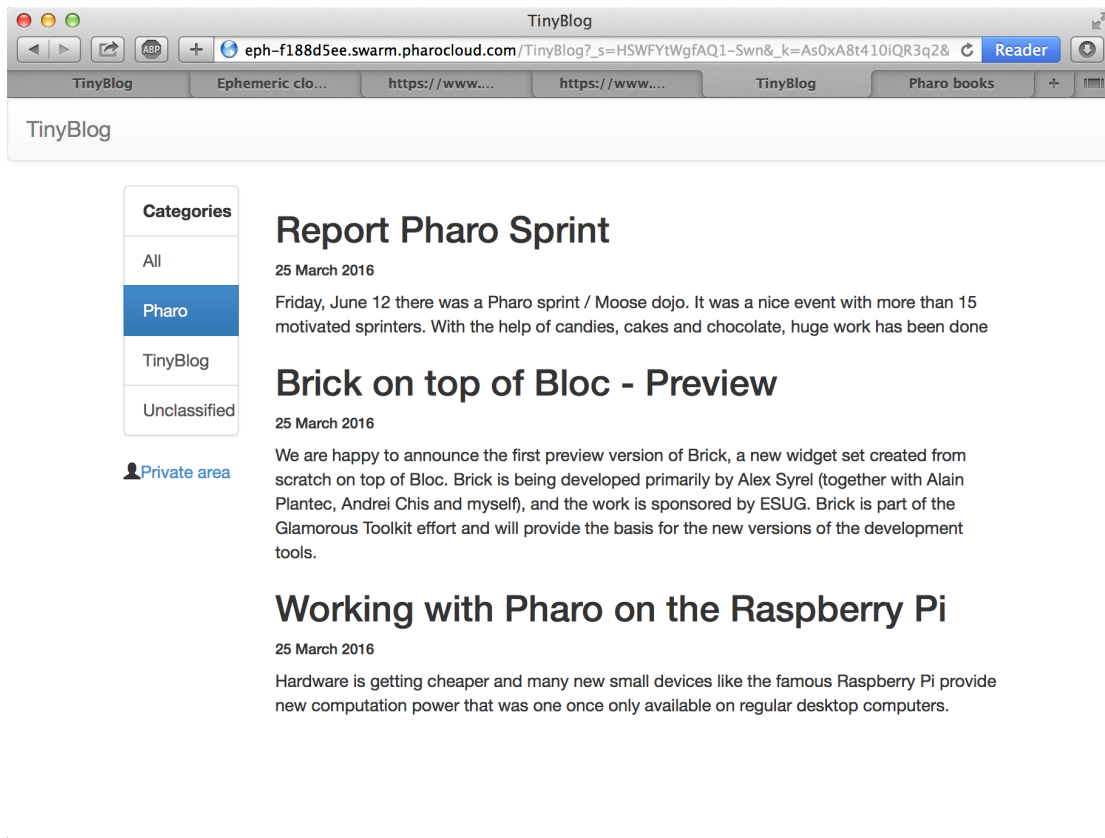 TinyBlog
ABP
eph-f188d5ee.swarm.pharocloud.com/TinyBlog?_s=HSWFYtWgfAQ1-Swn&_k=As0xA8t410iQR3q2&
Reader
TinyBlog
Ephemeric clo...
https://www....
https://www....
TinyBlog
Pharo books
TinyBlog
Categories
All
Pharo
TinyBlog
Unclassified
Private area
Report Pharo Sprint
25 March 2016
Friday, June 12 there was a Pharo sprint / Moose dojo. It was a nice event with more than 15
motivated sprinters. With the help of candies, cakes and chocolate, huge work has been done
Brick on top of Bloc - Preview
25 March 2016
We are happy to announce the first preview version of Brick, a new widget set created from
scratch on top of Bloc. Brick is being developed primarily by Alex Syrel (together with Alain
Plantec, Andrei Chis and myself), and the work is sponsored by ESUG. Brick is part of the
Glamorous Toolkit effort and will provide the basis for the new versions of the development
tools.
Working with Pharo on the Raspberry Pi
25 March 2016
Hardware is getting cheaper and many new small devices like the famous Raspberry Pi provide
new computation power that was one once only available on regular desktop computers.